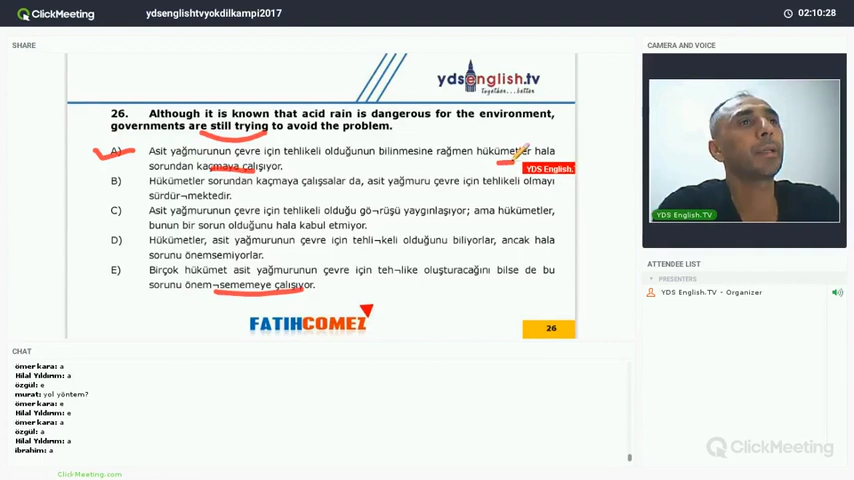 ClickMeeting
ydsenglishtvyokdilkampi2017
02:10:28
SHARE
CAMERA AND VOICE
ydsenglish.tv
together...better
26. Although it is known that acid rain is dangerous for the environment,
governments are still trying to avoid the problem.
A) Asit yağmurunun çevre için tehlikeli olduğunun bilinmesine rağmen hükümetler hala
sorundan kaçmaya çalışıyor.
YDS English.
B) Hükümetler sorundan kaçmaya çalışsalar da, asit yağmuru çevre için tehlikeli olmayı
sürdür¬mektedir.
C) Asit yağmurunun çevre için tehlikeli olduğu gö¬rüşü yaygınlaşıyor; ama hükümetler,
bunun bir sorun olduğunu hala kabul etmiyor.
D) Hükümetler, asit yağmurunun çevre için tehli¬keli olduğunu biliyorlar, ancak hala
sorunu önemsemiyorlar.
E) Birçok hükümet asit yağmurunun çevre için teh¬like oluşturacağını bilse de bu
sorunu önem¬sememeye çalışıyor.
FATIHCOMEZ
26
YDS English.TV
ATTENDEE LIST
PRESENTERS
YDS English.TV - Organizer
CHAT
ömer kara: a
Hilal Yıldırım: a
özgül: e
murat: yol yöntem?
ömer kara: e
Hilal Yıldırım: e
ömer kara: a
özgül: a
Hilal Yıldırım: a
ibrahim: a
ClickMeeting
ClickMeeting.com